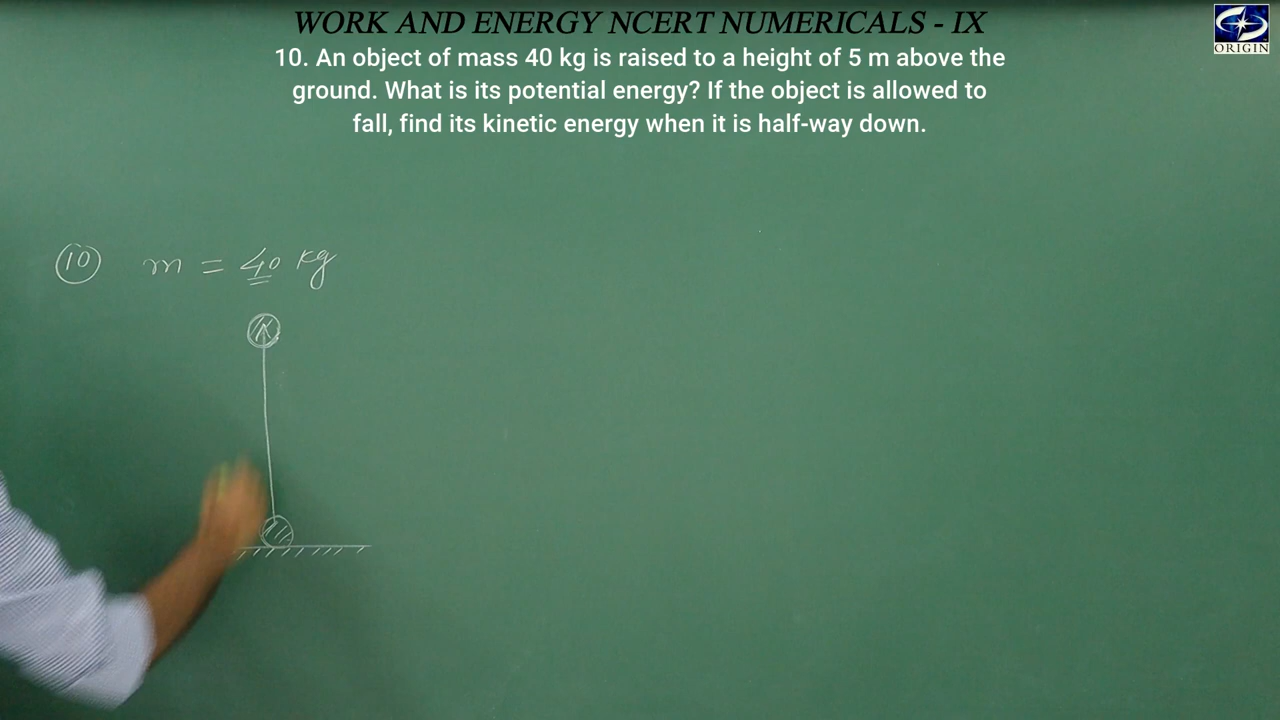 WORK AND ENERGY NCERT NUMERICALS - IX
ORIGIN
10. An object of mass 40 kg is raised to a height of 5 m above the
ground. What is its potential energy? If the object is allowed to
fall, find its kinetic energy when it is half-way down.
10 m = 40 kg